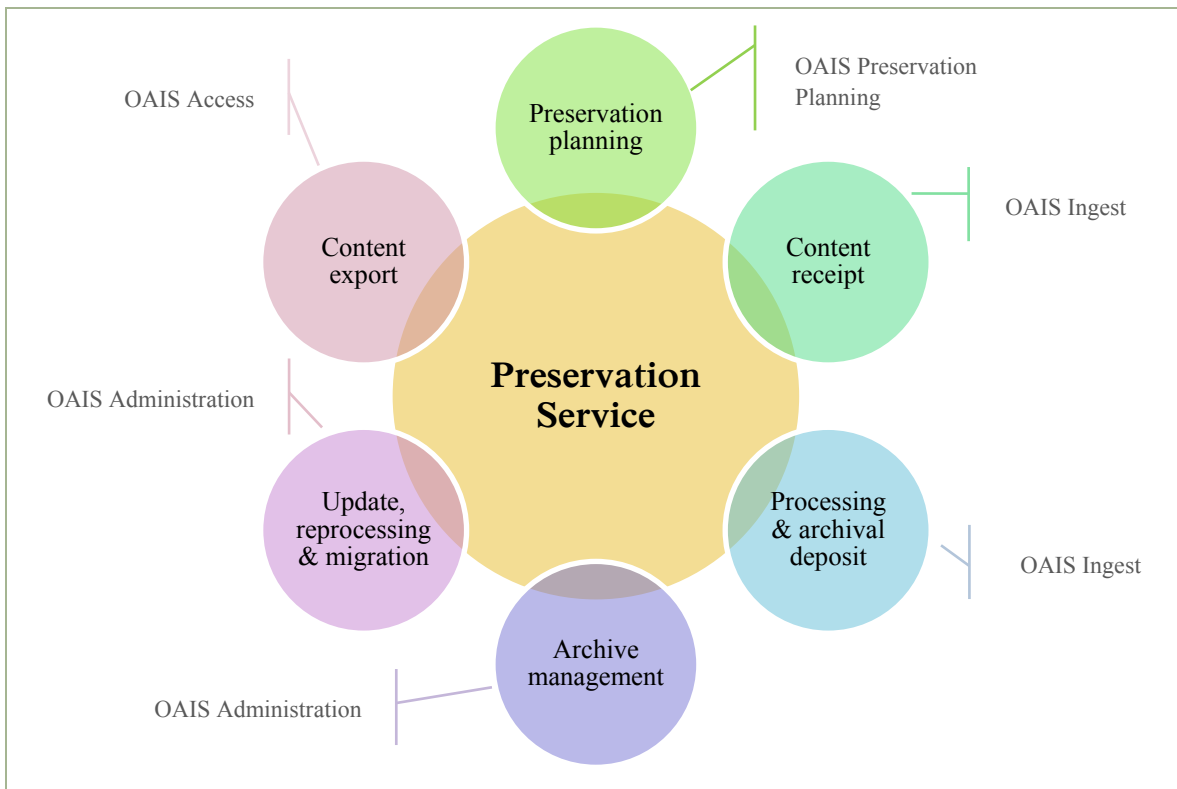 OAIS Access
Preservation
planning
OAIS Preservation
Planning
Content
export
Content
receipt
OAIS Ingest
Preservation
Service
OAIS Administration
Update,
reprocessing
& migration
Processing
& archival
deposit
OAIS Ingest
Archive
management
OAIS Administration